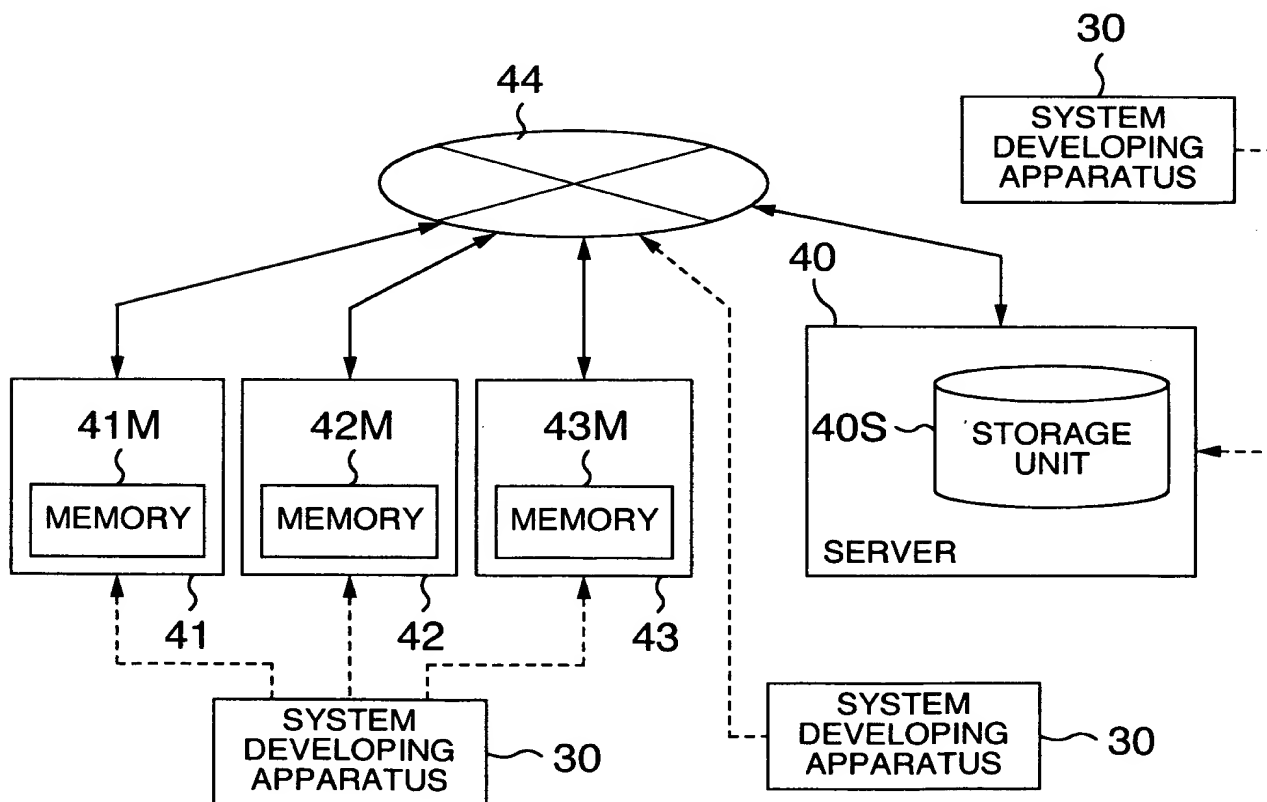 30
SYSTEM
DEVELOPING
APPARATUS
44
40
40S
STORAGE
UNIT
SERVER
41M
MEMORY
42M
MEMORY
43M
MEMORY
41
42
43
SYSTEM
DEVELOPING
APPARATUS
30
SYSTEM
DEVELOPING
APPARATUS
30